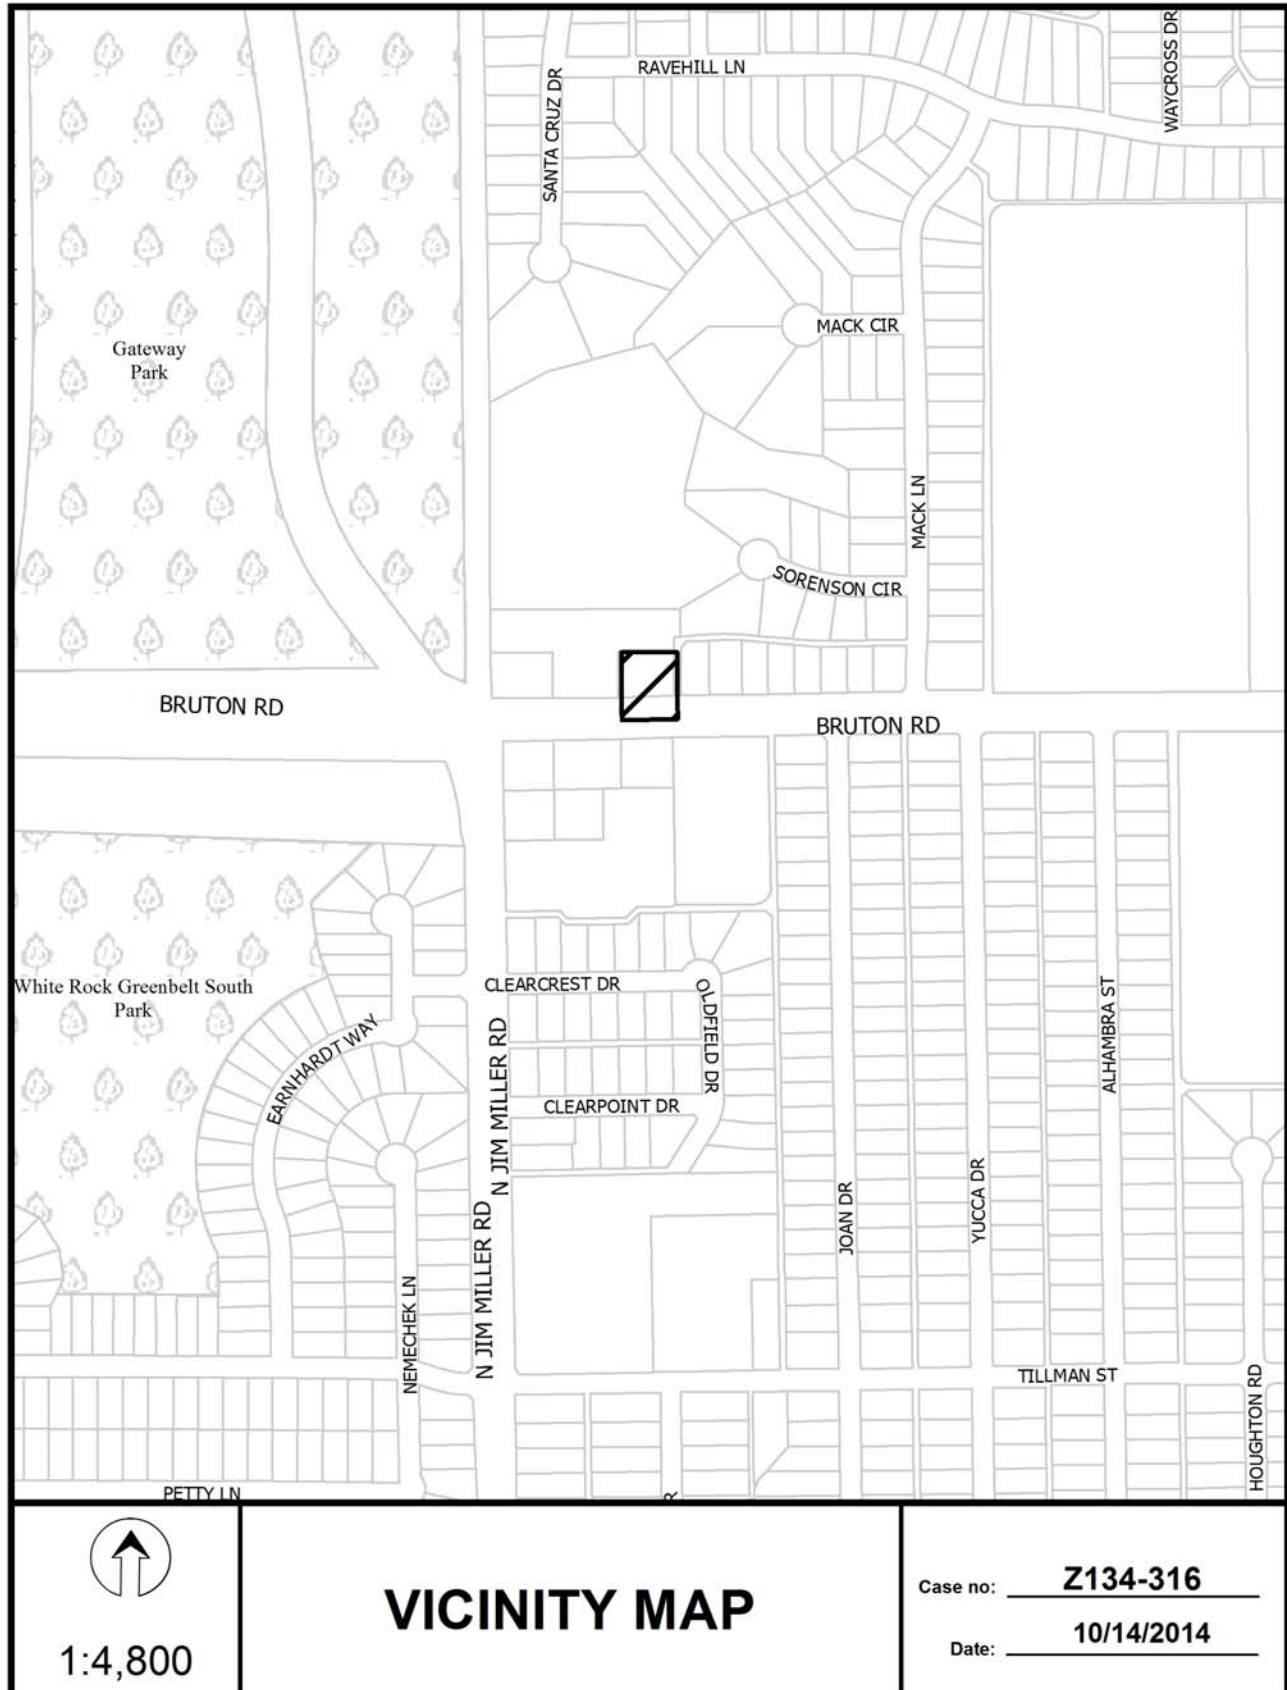 RAVEHILL LN
WAYCROSS DR
SANTA CRUZ DR
MACK CIR
Gateway
Park
MACK LN
SORENSON CIR
BRUTON RD
BRUTON RD
White Rock Greenbelt South
Park
CLEARCREST DR
OLDFIELD DR
EARNHARDT WAY
N JIM MILLER RD
ALHAMBRA ST
CLEARPOINT DR
JOAN DR
YUCCA DR
N JIM MILLER RD
NEMECHEK LN
TILLMAN ST
HOUGHTON RD
PETTY LN
R
1:4,800
VICINITY MAP
Case no: Z134-316
Date: 10/14/2014